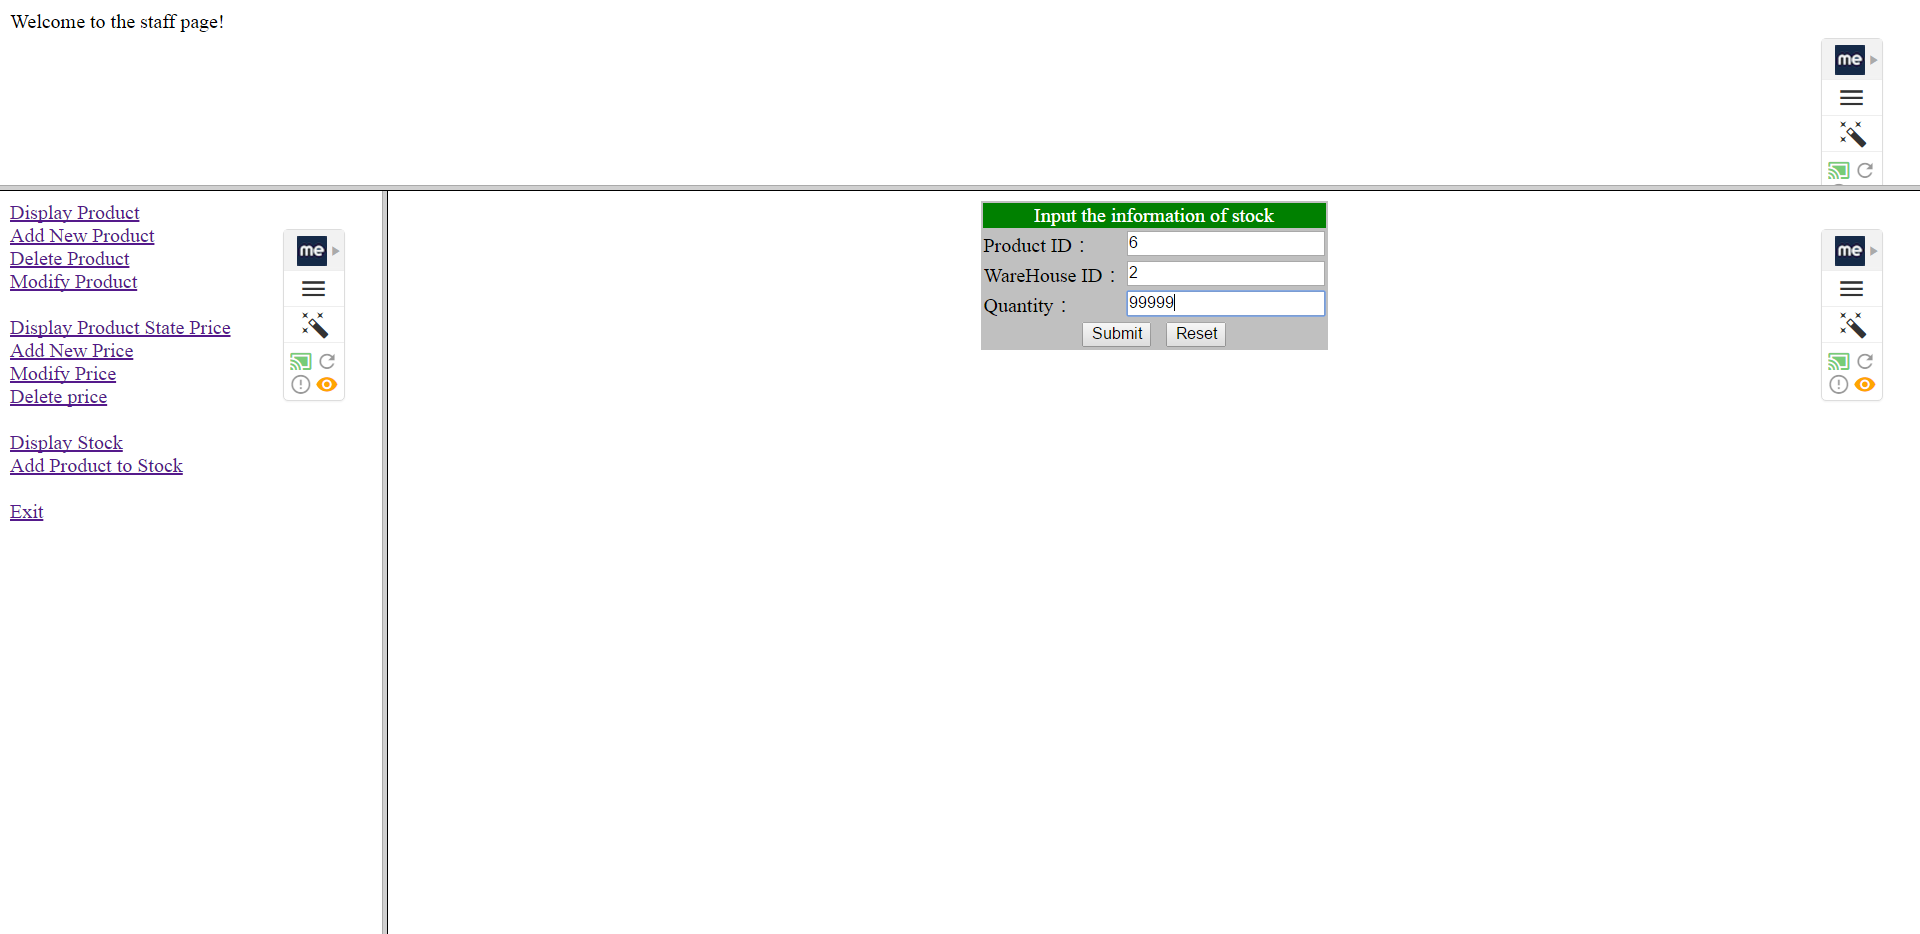 Welcome to the staff page!
me
Display Product
Add New Product
Delete Product
Modify Product
Display Product State Price
Add New Price
Modify Price
Delete price
Display Stock
Add Product to Stock
Exit
me
Input the information of stock
Product ID：6
WareHouse ID：2
Quantity：99999
Submit Reset
me